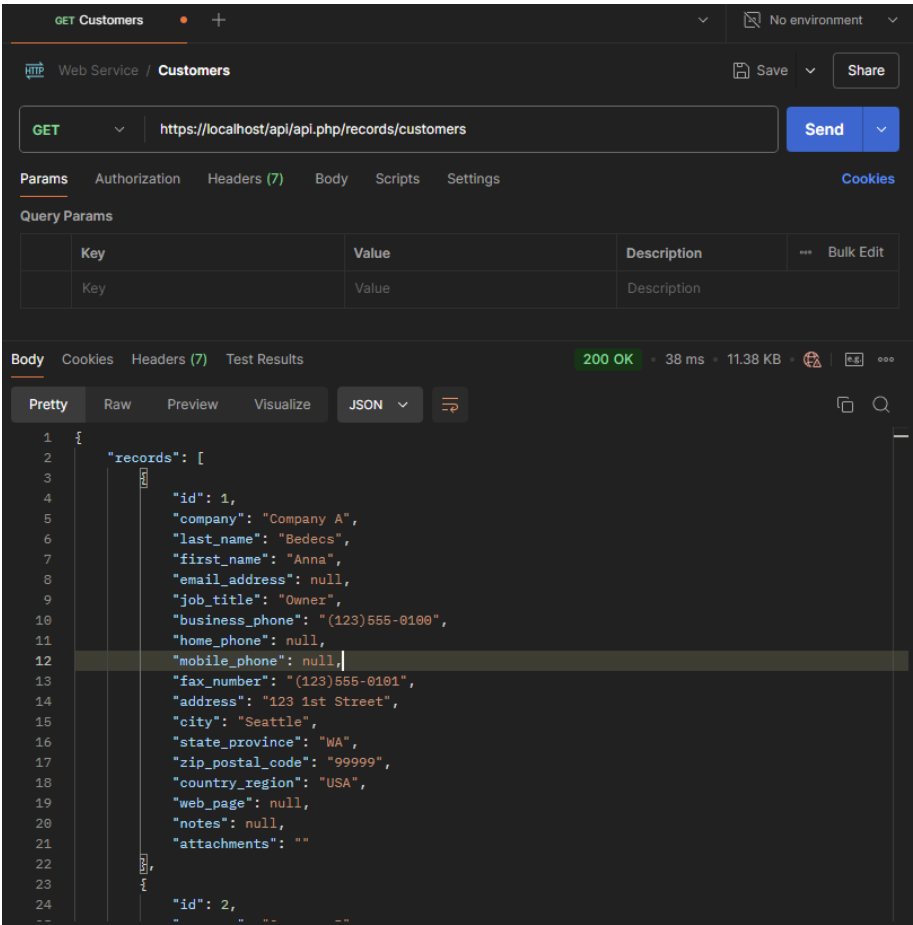 GET Customers No environment
HTTP Web Service / Customers Save Share
GET https://localhost/api/api.php/records/customers Send
Params Authorization Headers (7) Body Scripts Settings Cookies
Query Params
Key Value Description Bulk Edit
Key Value Description
Body Cookies Headers (7) Test Results 200 OK 38 ms 11.38 KB e.g.
Pretty Raw Preview Visualize JSON
1 {
2 "records": [
3 {
4 "id": 1,
5 "company": "Company A",
6 "last_name": "Bedecs",
7 "first_name": "Anna",
8 "email_address": null,
9 "job_title": "Owner",
10 "business_phone": "(123)555-0100",
11 "home_phone": null,
12 "mobile_phone": null,
13 "fax_number": "(123)555-0101",
14 "address": "123 1st Street",
15 "city": "Seattle",
16 "state_province": "WA",
17 "zip_postal_code": "99999",
18 "country_region": "USA",
19 "web_page": null,
20 "notes": null,
21 "attachments": ""
22 },
23 {
24 "id": 2,